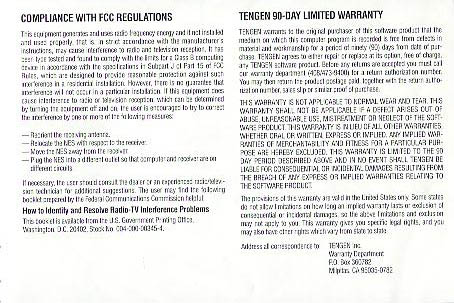 COMPLIANCE WITH FCC REGULATIONS
This equipment generates and uses radio frequency energy and if not installed
and used properly, that is, in strict accordance with the manufacturer's
instructions, may cause interference to radio and television reception. It has
been type tested and found to comply with the limits for a Class B computing
device in accordance with the specifications in Subpart J of Part 15 of FCC
Rules, which are designed to provide reasonable protection against such
interference in a residential installation. However, there is no guarantee that
interference will not occur in a particular installation. If this equipment does
cause interference to radio or television reception, which can be determined
by turning the equipment off and on, the user is encouraged to try to correct
the interference by one or more of the following measures:
— Reorient the receiving antenna.
— Relocate the NES with respect to the receiver.
— Move the NES away from the receiver.
— Plug the NES into a different outlet so that computer and receiver are on
different circuits.
If necessary, the user should consult the dealer or an experienced radio/televi-
sion technician for additional suggestions. The user may find the following
booklet prepared by the Federal Communications Commission helpful:
How to Identify and Resolve Radio-TV Interference Problems
This booklet is available from the U.S. Government Printing Office,
Washington, D.C. 20402, Stock No. 004-000-00345-4.
TENGEN 90-DAY LIMITED WARRANTY
TENGEN warrants to the original purchaser of this software product that the
medium on which this computer program is recorded is free from defects in
material and workmanship for a period of ninety (90) days from date of pur-
chase. TENGEN agrees to either repair or replace at its option, free of charge,
any TENGEN software product. Before any returns are accepted you must call
our warranty department (408/473-9400) for a return authorization number.
You may then return the product postage paid, together with the return autho-
rization number, sales slip or similar proof of purchase.
THIS WARRANTY IS NOT APPLICABLE TO NORMAL WEAR AND TEAR. THIS
WARRANTY SHALL NOT BE APPLICABLE IF A DEFECT ARISES OUT OF
ABUSE, UNREASONABLE USE, MISTREATMENT OR NEGLECT OF THE SOFT-
WARE PRODUCT. THIS WARRANTY IS IN LIEU OF ALL OTHER WARRANTIES,
WHETHER ORAL OR WRITTEN, EXPRESS OR IMPLIED. ANY IMPLIED WAR-
RANTIES OF MERCHANTABILITY AND FITNESS FOR A PARTICULAR PUR-
POSE ARE HEREBY EXCLUDED. THIS WARRANTY IS LIMITED TO THE 90
DAY PERIOD DESCRIBED ABOVE AND IN NO EVENT SHALL TENGEN BE
LIABLE FOR CONSEQUENTIAL OR INCIDENTAL DAMAGES RESULTING FROM
THE BREACH OF ANY EXPRESS OR IMPLIED WARRANTIES RELATING TO
THE SOFTWARE PRODUCT.
The provisions of this warranty are valid in the United States only. Some states
do not allow limitations on how long an implied warranty lasts or exclusion of
consequential or incidental damages, so the above limitations and exclusion
may not apply to you. This warranty gives you specific legal rights, and you
may also have other rights which vary from state to state.
Address all correspondence to: TENGEN Inc.
Warranty Department
P.O. Box 360782
Milpitas, CA 95035-0782